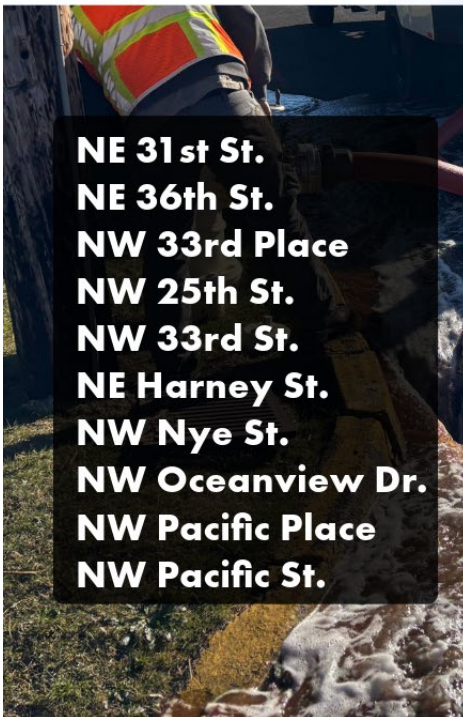 NE 31st St.
NE 36th St.
NW 33rd Place
NW 25th St.
NW 33rd St.
NE Harney St.
NW Nye St.
NW Oceanview Dr.
NW Pacific Place
NW Pacific St.